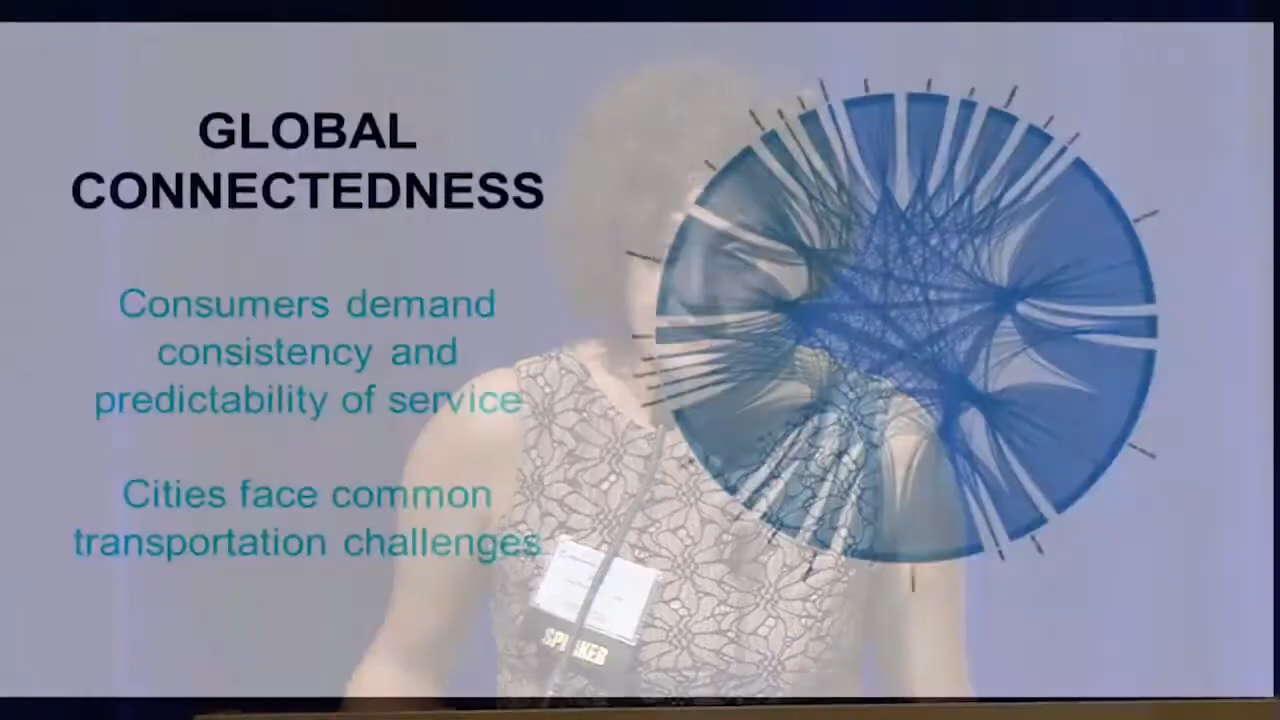 GLOBAL
CONNECTEDNESS
Consumers demand
consistency and
predictability of service
Cities face common
transportation challenges
SPEAKER